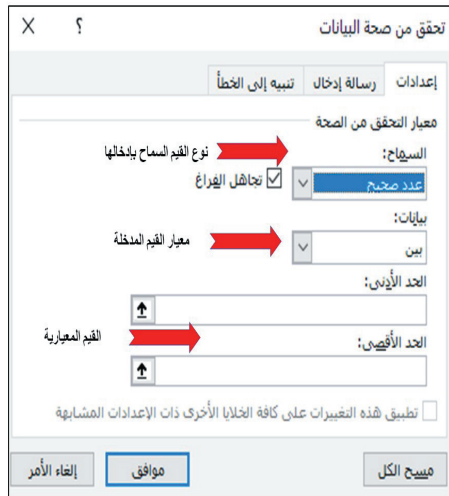 تحقق من صحة البيانات
؟ X
إعدادات رسالة إدخال تنبيه إلى الخطأ
معيار التحقق من الصحة
السماح: نوع القيم السماح بإدخالها
عدد صحيح تجاهل الفراغ
بيانات:
بين معيار القيم المدخلة
الحد الأدنى:
الحد الأقصى: القيم المعيارية
تطبيق هذه التغييرات على كافة الخلايا الأخرى ذات الإعدادات المشابهة
مسح الكل موافق إلغاء الأمر